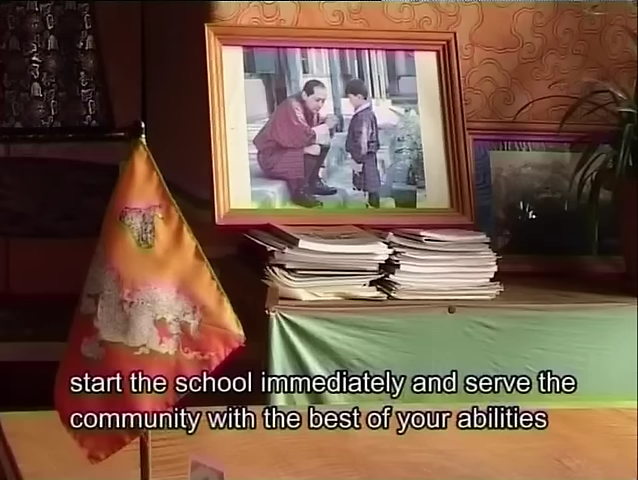 start the school immediately and serve the
community with the best of your abilities